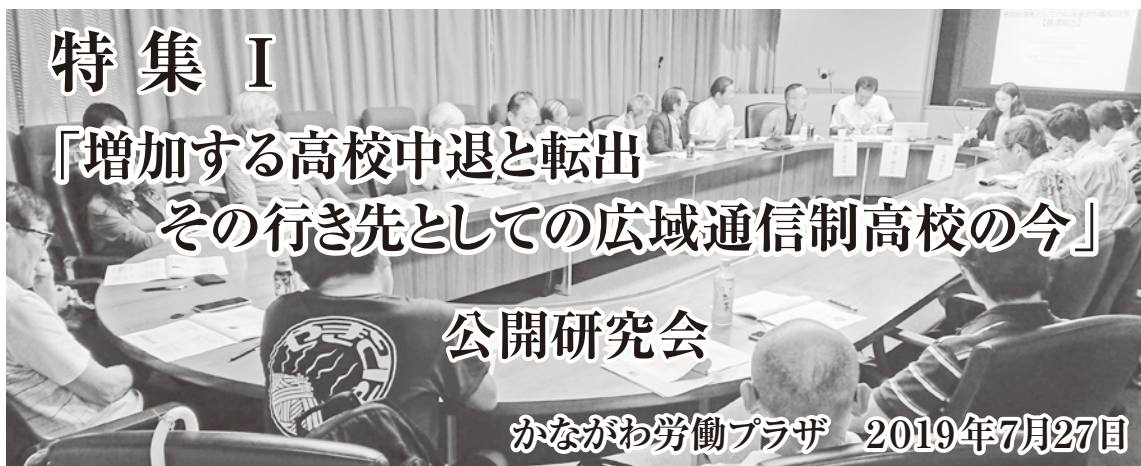 特 集 Ⅰ
「増加する高校中退と転出
その行き先としての広域通信制高校の今」
公開研究会
かながわ労働プラザ 2019年7月27日